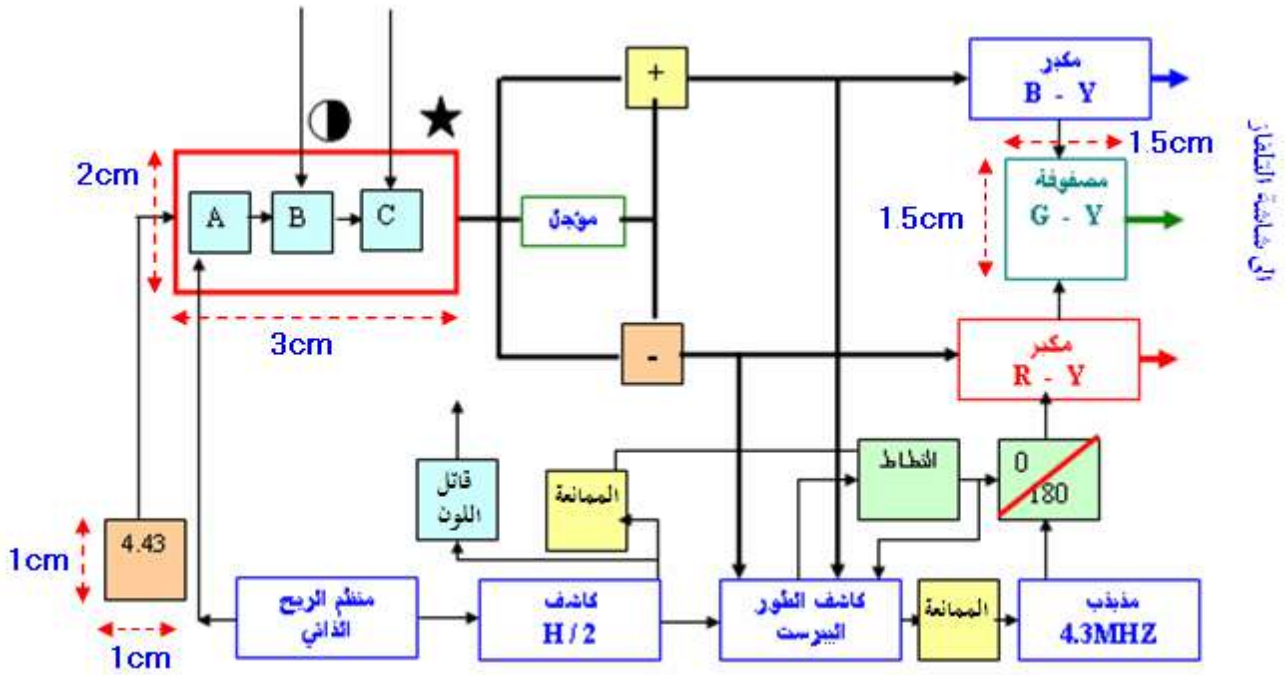 +
مكبر
B - Y
2cm
1.5cm
A
B
C
مؤجل
1.5cm
مصفوفة
G - Y
الى شاشة التلفاز
3cm
-
مكبر
R - Y
قاتل
اللون
الممانعة
النطاط
0
180
4.43
1cm
1cm
منظم الربح
الذاتي
كاشف
H / 2
كاشف الطور
البيرست
الممانعة
مذبذب
4.3MHZ